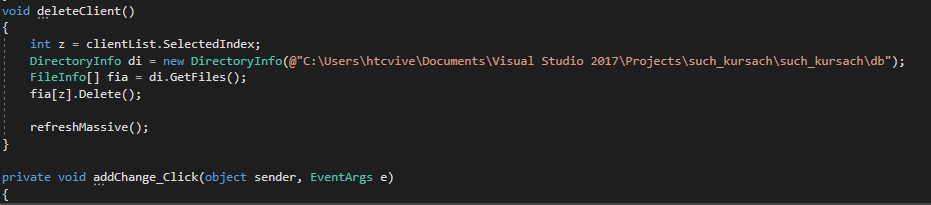 void deleteClient()
{
int z = clientList.SelectedIndex;
DirectoryInfo di = new DirectoryInfo(@"C:\Users\htcvive\Documents\Visual Studio 2017\Projects\such_kursach\such_kursach\db");
FileInfo[] fia = di.GetFiles();
fia[z].Delete();
refreshMassive();
}
private void addChange_Click(object sender, EventArgs e)
{